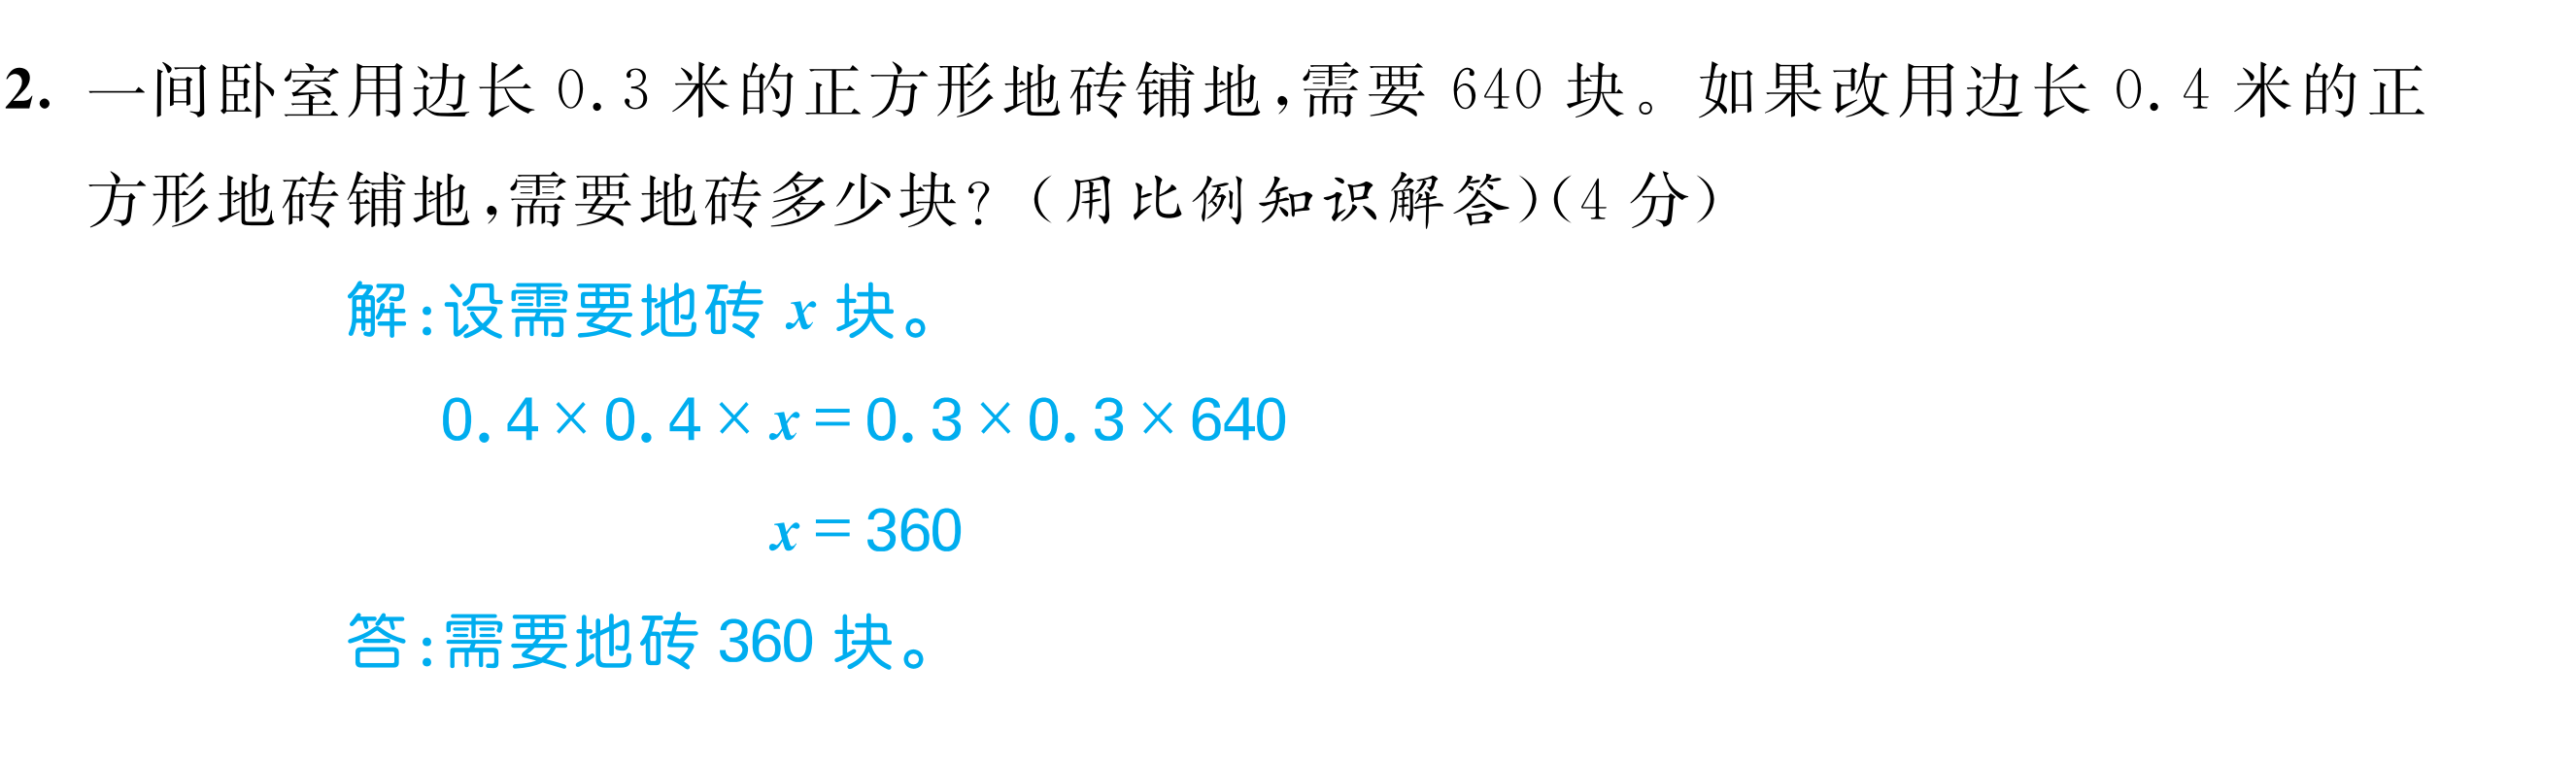 2. 一间卧室用边长 0.3 米的正方形地砖铺地,需要 640 块。如果改用边长 0.4 米的正
方形地砖铺地,需要地砖多少块?(用比例知识解答)(4 分)
解:设需要地砖 x 块。
0.4×0.4×x=0.3×0.3×640
x=360
答:需要地砖 360 块。